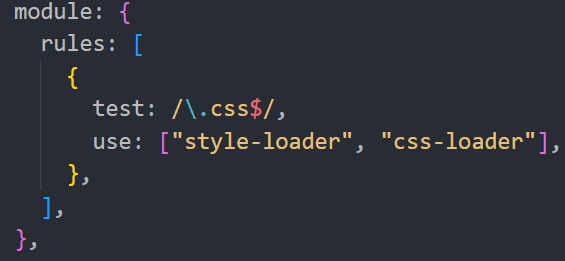 module: {
  rules: [
    {
      test: /\.css$/,
      use: ["style-loader", "css-loader"],
    },
  ],
},